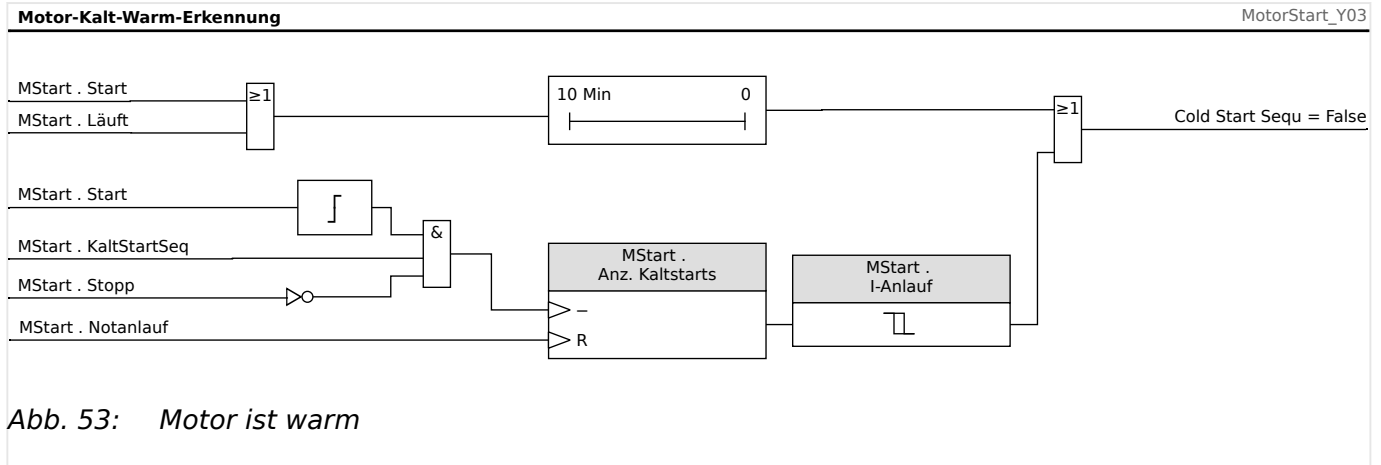 Motor-Kalt-Warm-Erkennung
MotorStart_Y03
MStart . Start
MStart . Läuft
≥1
10 Min 0
≥1
Cold Start Sequ = False
MStart . Start
MStart . KaltStartSeq
MStart . Stopp
MStart . Notanlauf
&
MStart .
Anz. Kaltstarts
–
R
MStart .
I-Anlauf
Abb. 53: Motor ist warm